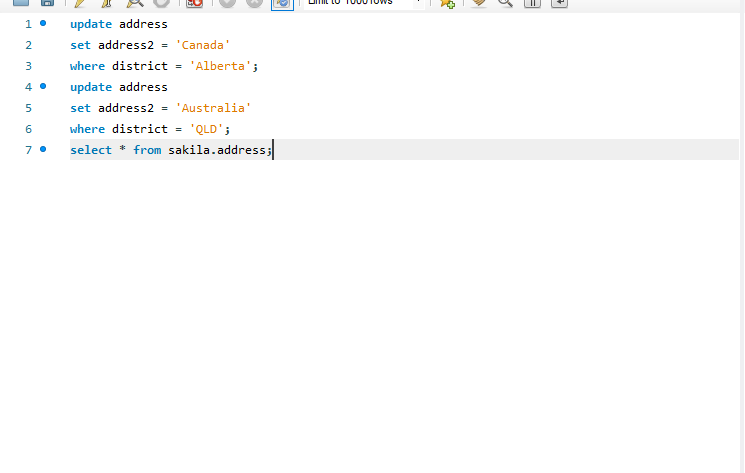 Limit to 1000 rows
1 update address
2 set address2 = 'Canada'
3 where district = 'Alberta';
4 update address
5 set address2 = 'Australia'
6 where district = 'QLD';
7 select * from sakila.address;